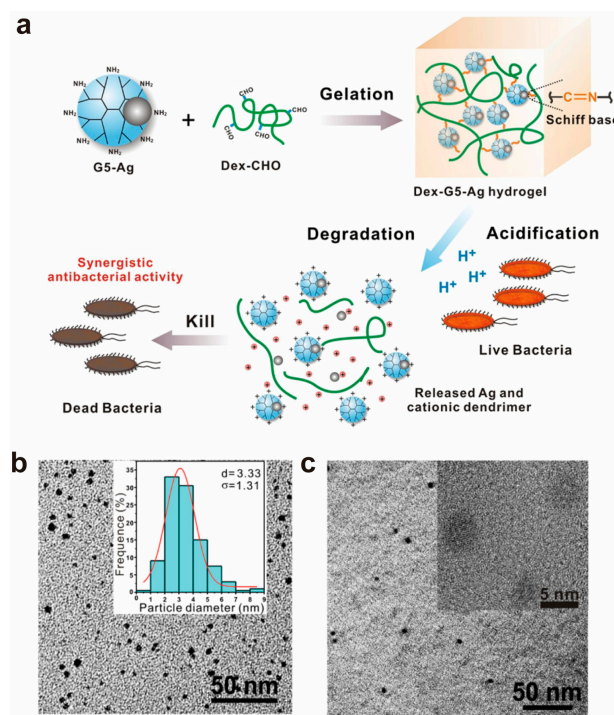 a
NH₂
NH₂
NH₂
NH₂
NH₂
NH₂
NH₂
NH₂
G5-Ag
+
CHO
CHO
CHO
CHO
Dex-CHO
Gelation
C=N
Schiff base
Dex-G5-Ag hydrogel
Degradation
Acidification
H⁺
H⁺
H⁺
Live Bacteria
Synergistic
antibacterial activity
Kill
Dead Bacteria
Released Ag and
cationic dendrimer
b
Frequence (%)
35
30
25
20
15
10
5
0
d=3.33
σ=1.31
0 1 2 3 4 5 6 7 8 9
Particle diameter (nm)
50 nm
c
5 nm
50 nm